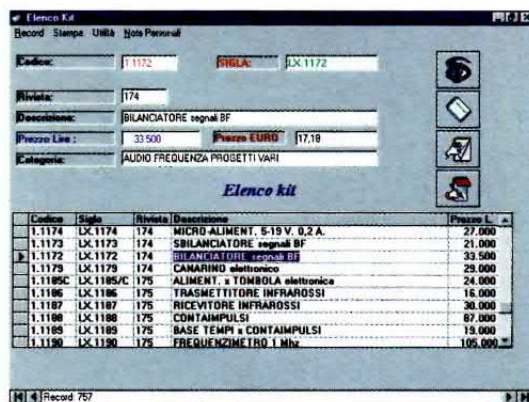 Elenco Kit
Record Stampa Utilità Note Personali
Codice: 1.1172 SIGLA: LX.1172
Rivista: 174
Descrizione: BILANCIATORE segnali BF
Prezzo Lire : 33.500 Prezzo EURO 17,18
Categoria: AUDIO FREQUENZA PROGETTI VARI
Elenco kit
Codice Sigla Rivista Descrizione Prezzo L.
1.1174 LX.1174 174 MICRO-ALIMENT. 5-19 V. 0,2 A. 27.000
1.1173 LX.1173 174 SBILANCIATORE segnali BF 21.000
1.1172 LX.1172 174 BILANCIATORE segnali BF 33.500
1.1179 LX.1179 174 CANARINO elettronico 29.000
1.1185C LX.1185/C 175 ALIMENT. x TOMBOLA elettronica 24.000
1.1186 LX.1186 175 TRASMETTITORE INFRAROSSI 16.000
1.1187 LX.1187 175 RICEVITORE INFRAROSSI 30.000
1.1188 LX.1188 175 CONTAIMPULSI 87.000
1.1189 LX.1189 175 BASE TEMPI x CONTAIMPULSI 19.000
1.1190 LX.1190 175 FREQUENZIMETRO 1 Mhz 105.000
Record 757